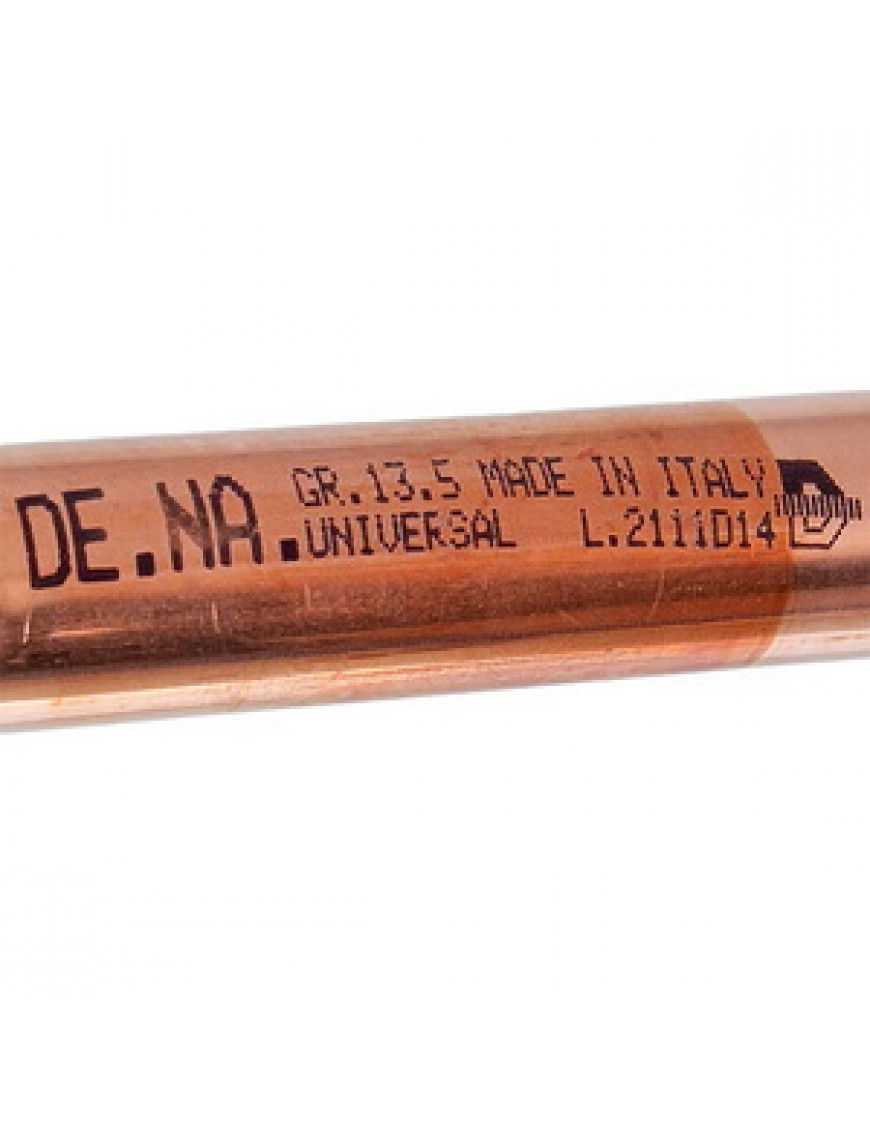 DE.NA.
GR.13.5 MADE IN ITALY
UNIVERSAL L.2111D14